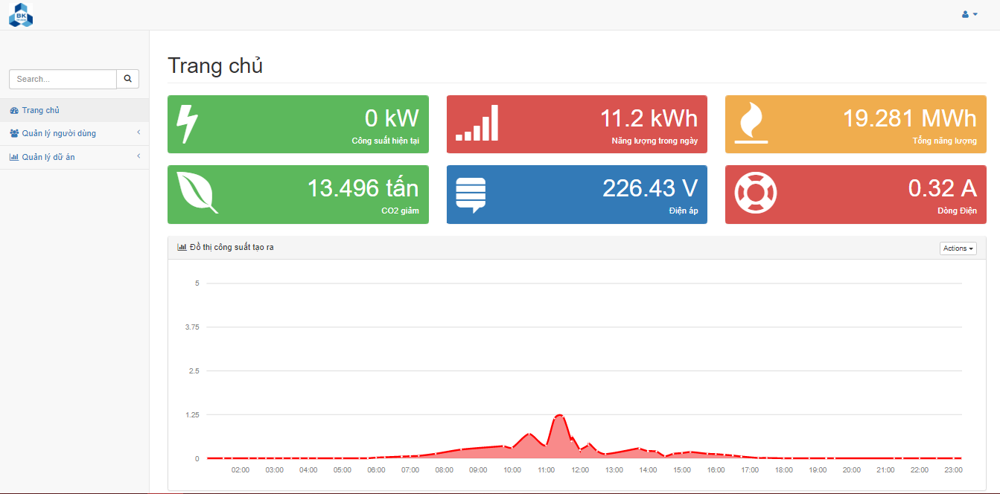 BK
Search...
Trang chủ
Quản lý người dùng
Quản lý dữ án
Trang chủ
0 kW
Công suất hiện tại
11.2 kWh
Năng lượng trong ngày
19.281 MWh
Tổng năng lượng
13.496 tấn
CO2 giảm
226.43 V
Điện áp
0.32 A
Dòng Điện
Đồ thị công suất tạo ra
Actions
5
3.75
2.5
1.25
0
02:00 03:00 04:00 05:00 06:00 07:00 08:00 09:00 10:00 11:00 12:00 13:00 14:00 15:00 16:00 17:00 18:00 19:00 20:00 21:00 22:00 23:00